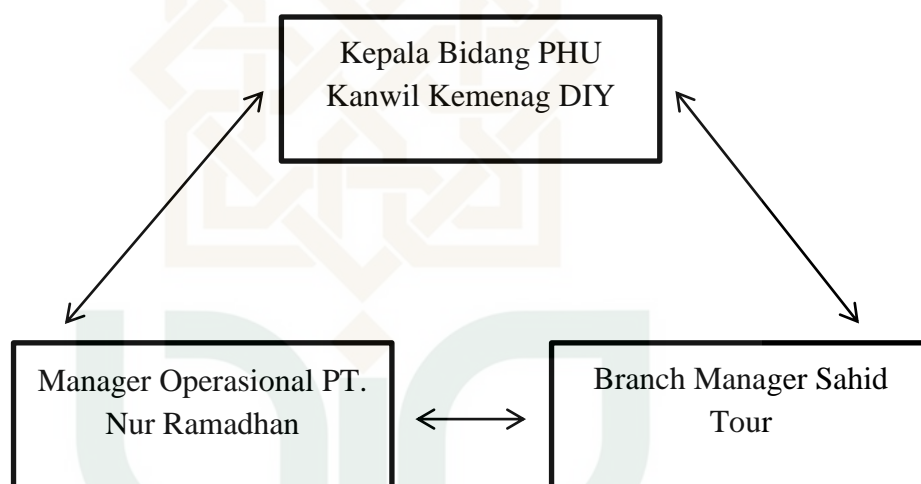 Kepala Bidang PHU
Kanwil Kemenag DIY
Manager Operasional PT.
Nur Ramadhan
Branch Manager Sahid
Tour